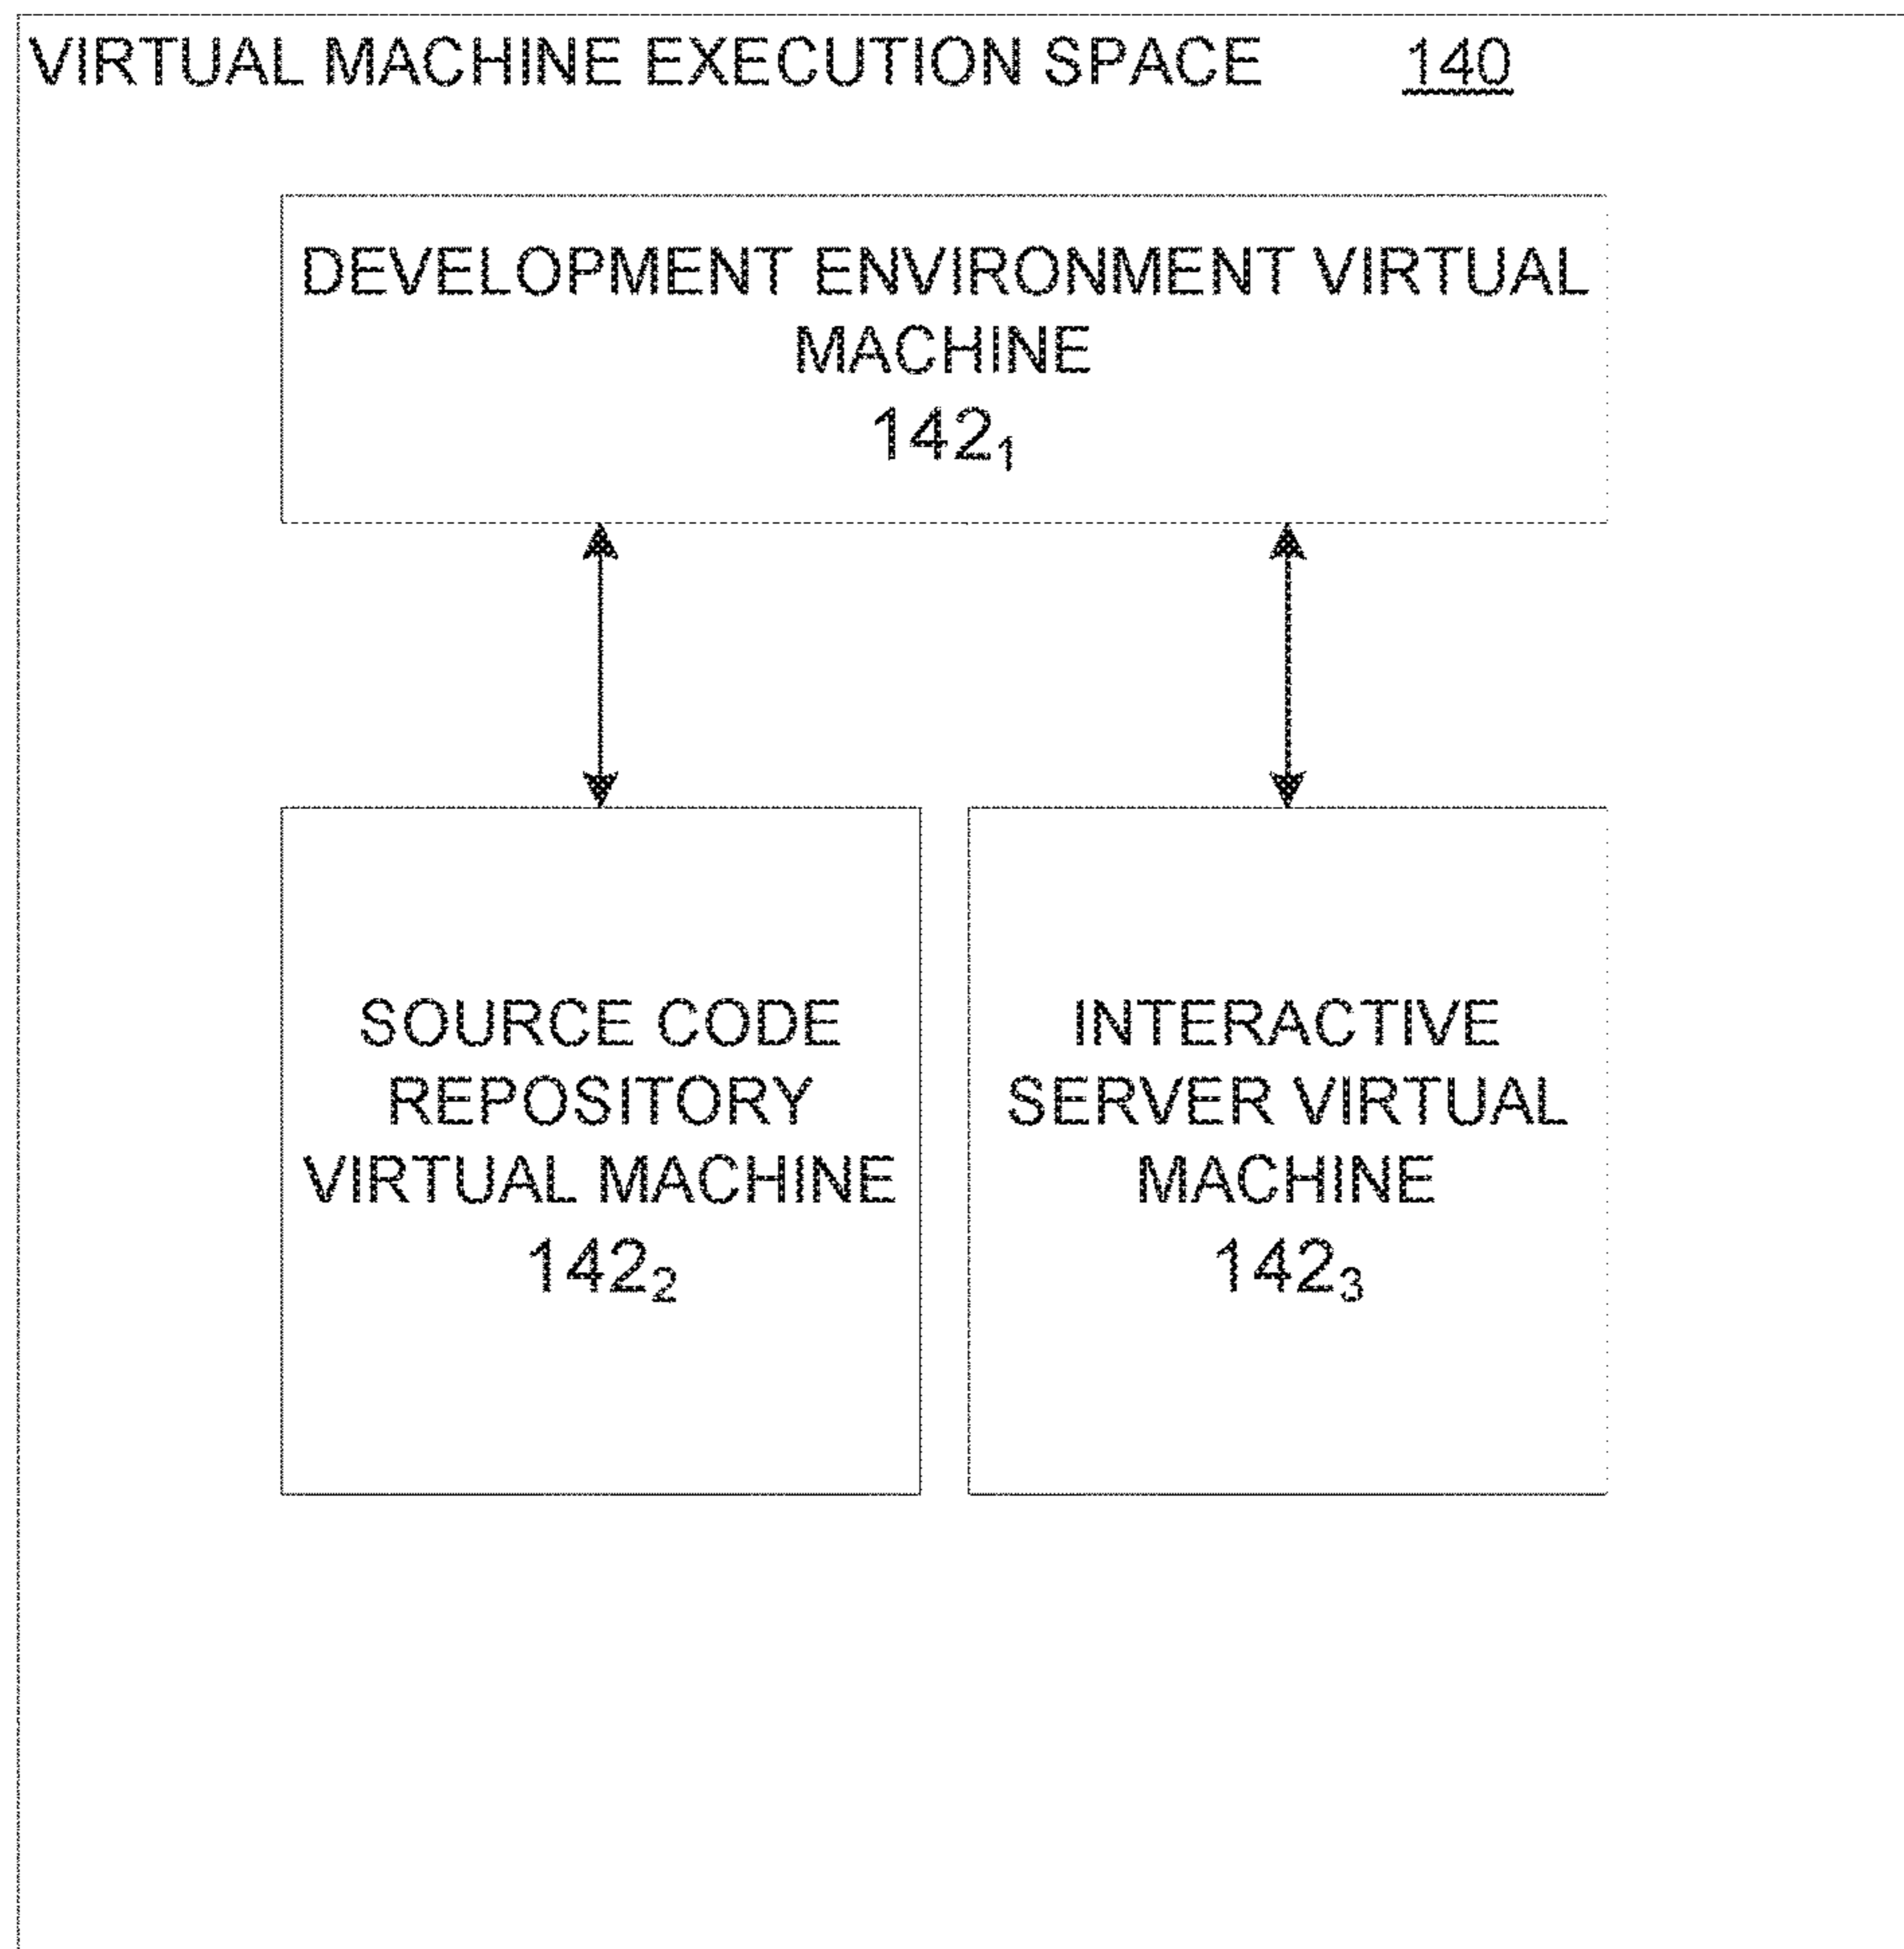 VIRTUAL MACHINE EXECUTION SPACE 140
DEVELOPMENT ENVIRONMENT VIRTUAL
MACHINE
142₁
SOURCE CODE
REPOSITORY
VIRTUAL MACHINE
142₂
INTERACTIVE
SERVER VIRTUAL
MACHINE
142₃